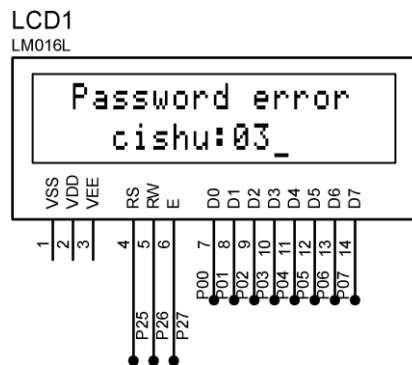 LCD1
LM016L
Password error
cishu:03_
VSS
VDD
VEE
RS
RW
E
D0
D1
D2
D3
D4
D5
D6
D7
1
2
3
4
5
6
7
8
9
10
11
12
13
14
P25
P26
P27
P00
P01
P02
P03
P04
P05
P06
P07